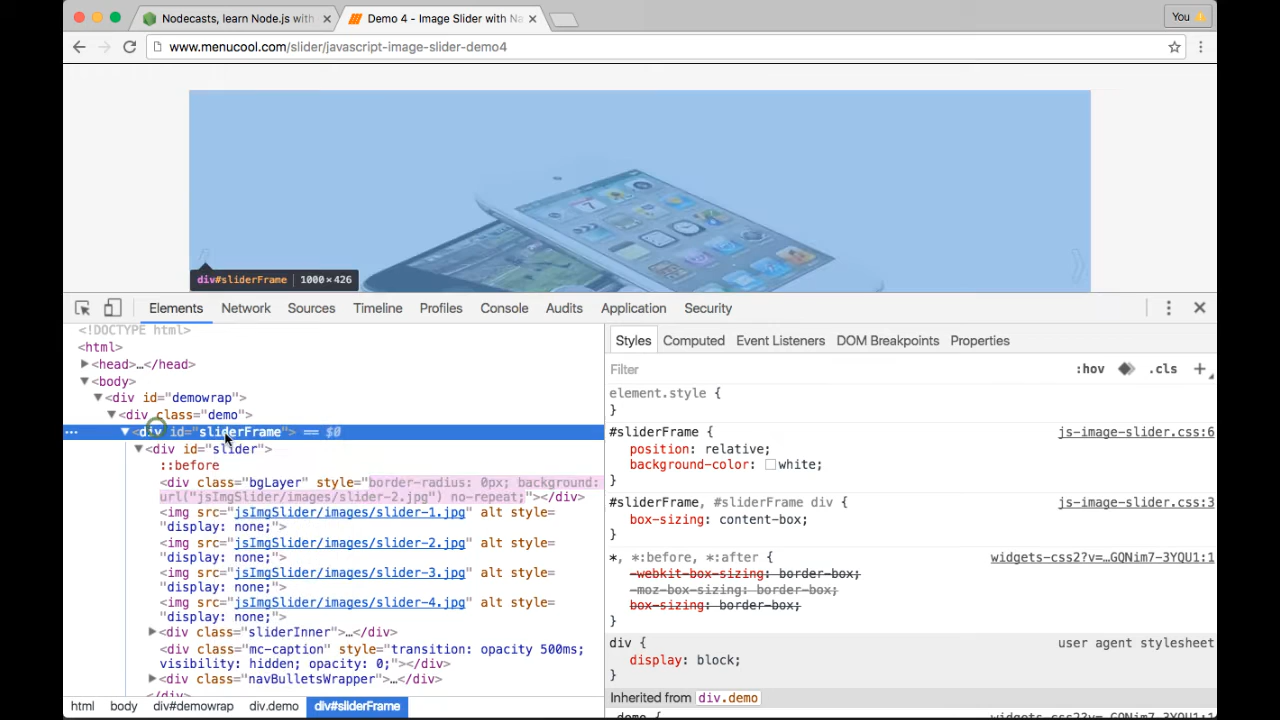 Nodecasts, learn Node.js with
Demo 4 - Image Slider with Na
You
www.menucool.com/slider/javascript-image-slider-demo4
div#sliderFrame | 1000×426
Elements Network Sources Timeline Profiles Console Audits Application Security
<!DOCTYPE html>
<html>
<head>…</head>
<body>
<div id="demowrap">
<div class="demo">
<div id="sliderFrame"> == $0
<div id="slider">
::before
<div class="bgLayer" style="border-radius: 0px; background:
url("jsImgSlider/images/slider-2.jpg") no-repeat;"></div>
<img src="jsImgSlider/images/slider-1.jpg" alt style=
"display: none;">
<img src="jsImgSlider/images/slider-2.jpg" alt style=
"display: none;">
<img src="jsImgSlider/images/slider-3.jpg" alt style=
"display: none;">
<img src="jsImgSlider/images/slider-4.jpg" alt style=
"display: none;">
<div class="sliderInner">…</div>
<div class="mc-caption" style="transition: opacity 500ms;
visibility: hidden; opacity: 0;"></div>
<div class="navBulletsWrapper">…</div>
</div>
html body div#demowrap div.demo div#sliderFrame
Styles Computed Event Listeners DOM Breakpoints Properties
Filter :hov .cls +
element.style {
}
#sliderFrame { js-image-slider.css:6
position: relative;
background-color: white;
}
#sliderFrame, #sliderFrame div { js-image-slider.css:3
box-sizing: content-box;
}
*, *:before, *:after { widgets-css2?v=…GQNim7-3YQU1:1
-webkit-box-sizing: border-box;
-moz-box-sizing: border-box;
box-sizing: border-box;
}
div { user agent stylesheet
display: block;
}
Inherited from div.demo